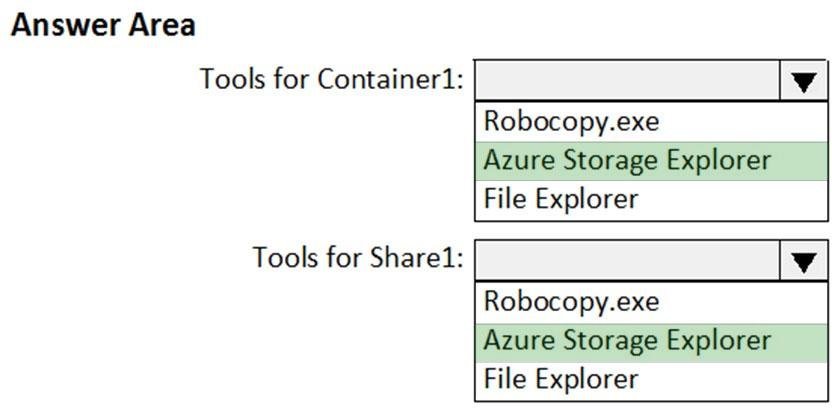 Answer Area
Tools for Container1:
Robocopy.exe
Azure Storage Explorer
File Explorer
Tools for Share1:
Robocopy.exe
Azure Storage Explorer
File Explorer